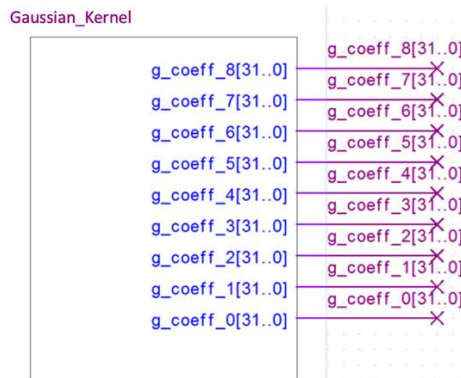 Gaussian_Kernel
g_coeff_8[31..0] g_coeff_8[31..0]
g_coeff_7[31..0] g_coeff_7[31..0]
g_coeff_6[31..0] g_coeff_6[31..0]
g_coeff_5[31..0] g_coeff_5[31..0]
g_coeff_4[31..0] g_coeff_4[31..0]
g_coeff_3[31..0] g_coeff_3[31..0]
g_coeff_2[31..0] g_coeff_2[31..0]
g_coeff_1[31..0] g_coeff_1[31..0]
g_coeff_0[31..0] g_coeff_0[31..0]